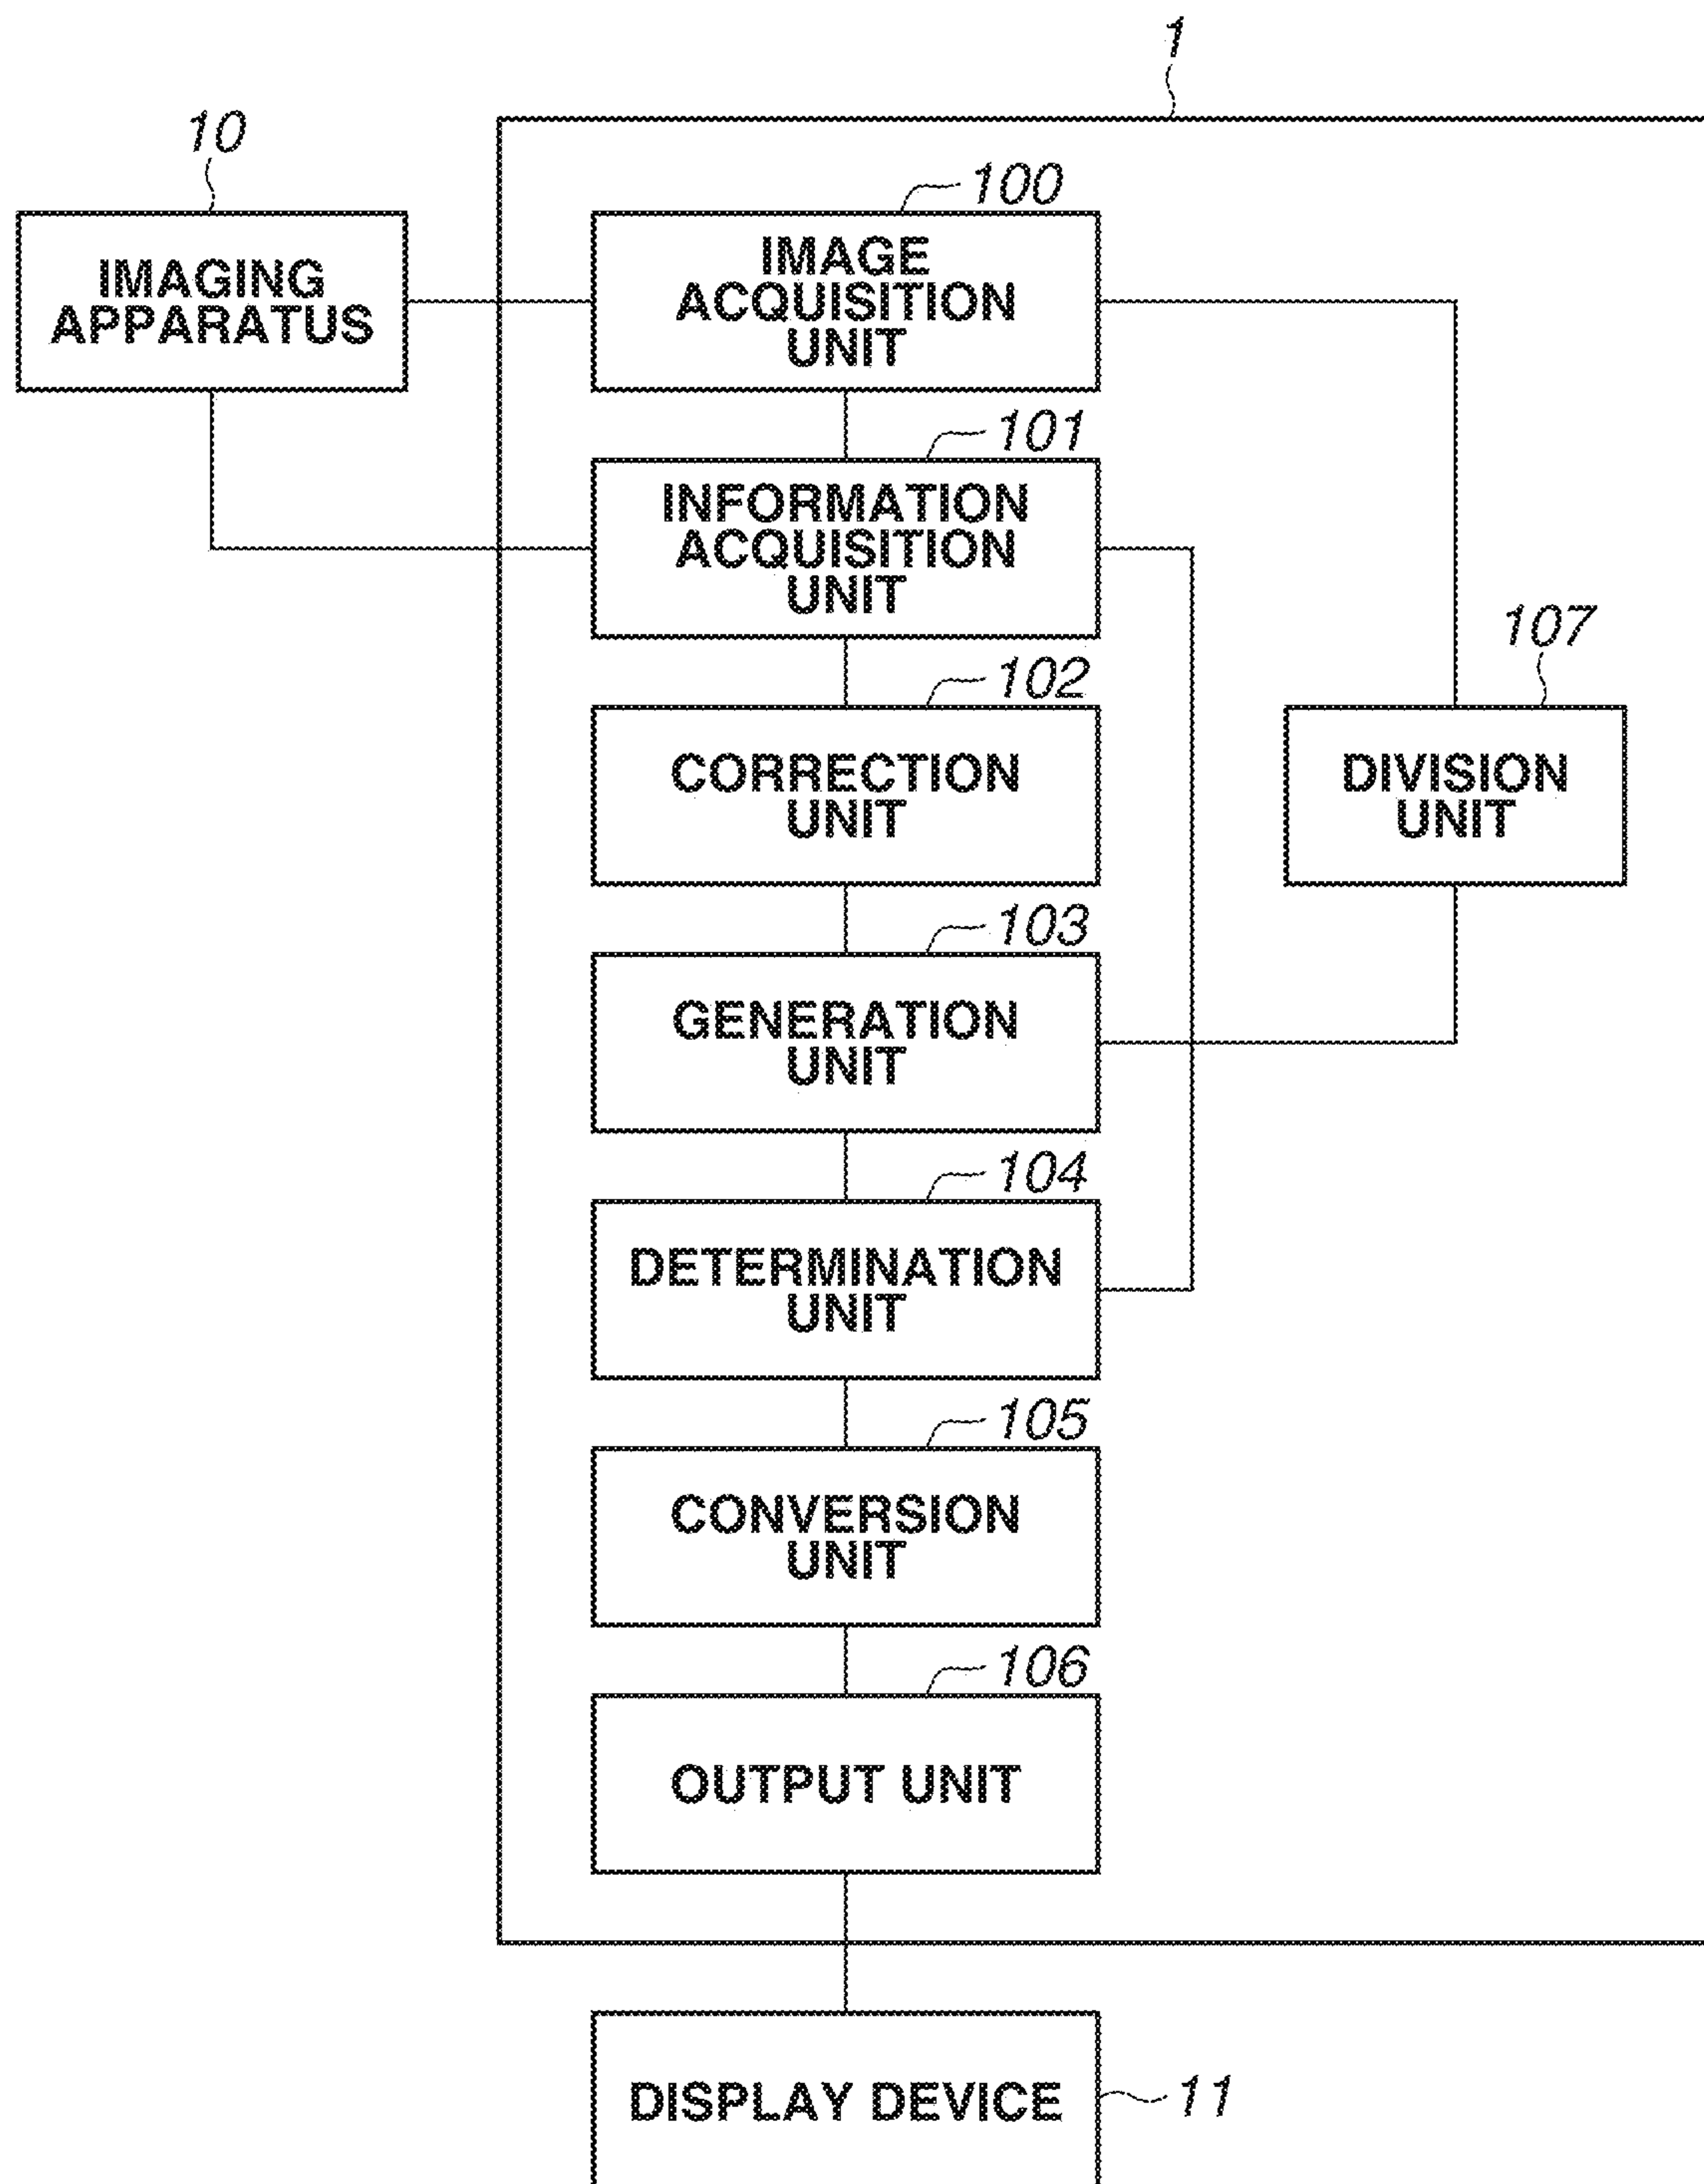 1
10
100
IMAGING
APPARATUS
IMAGE
ACQUISITION
UNIT
101
INFORMATION
ACQUISITION
UNIT
107
102
CORRECTION
UNIT
DIVISION
UNIT
103
GENERATION
UNIT
104
DETERMINATION
UNIT
105
CONVERSION
UNIT
106
OUTPUT UNIT
DISPLAY DEVICE
11